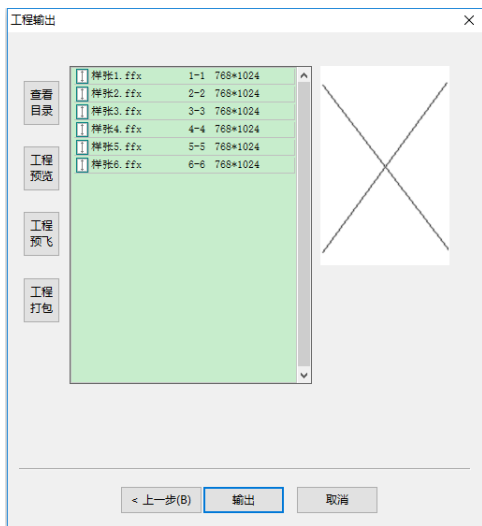 工程输出
查看
目录
工程
预览
工程
预飞
工程
打包
样张1.ffx 1-1 768*1024
样张2.ffx 2-2 768*1024
样张3.ffx 3-3 768*1024
样张4.ffx 4-4 768*1024
样张5.ffx 5-5 768*1024
样张6.ffx 6-6 768*1024
< 上一步(B) 输出 取消